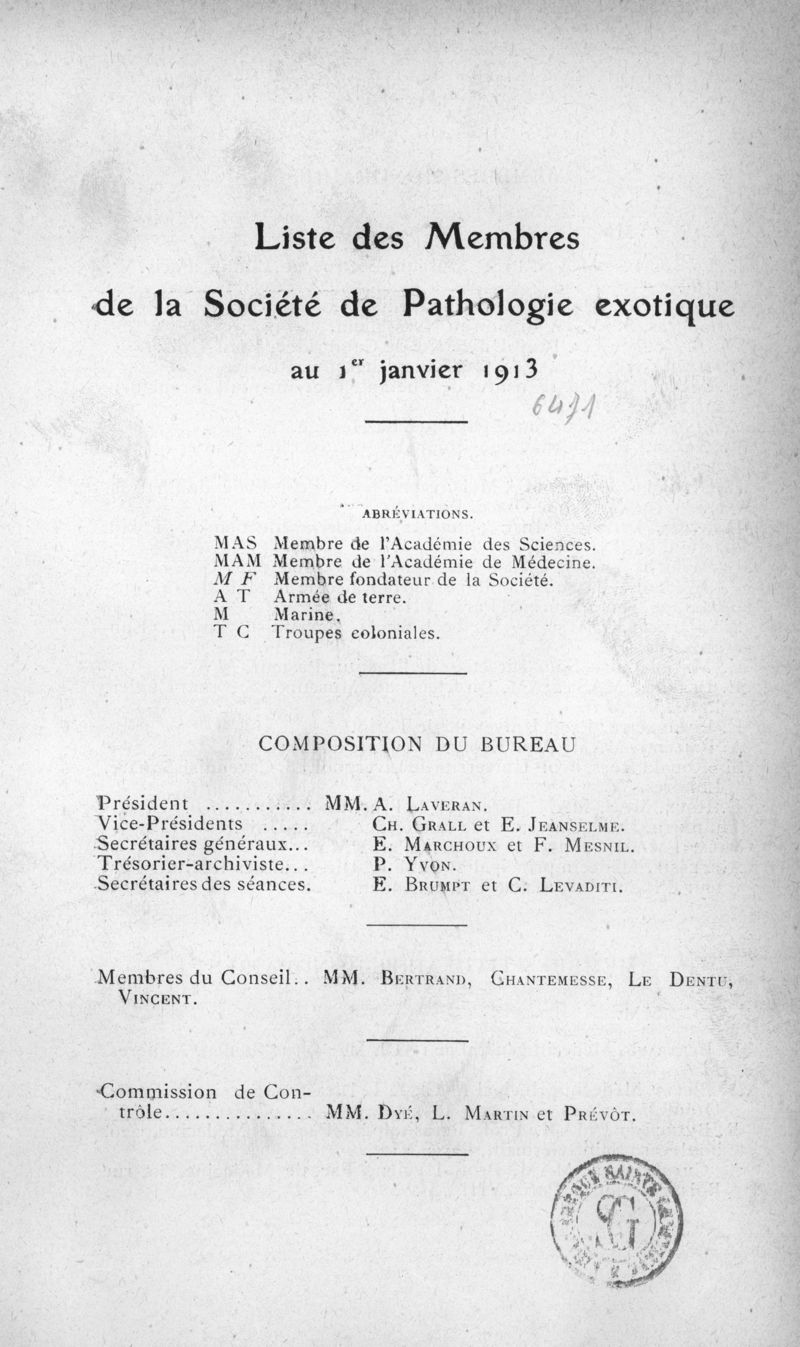 Liste des Membres
de la Société de Pathologie exotique
au 1er janvier 1913
6471
ABRÉVIATIONS.
MAS Membre de l'Académie des Sciences.
MAM Membre de l'Académie de Médecine.
M F Membre fondateur de la Société.
A T Armée de terre.
M Marine.
T C Troupes coloniales.
COMPOSITION DU BUREAU
Président ........... MM. A. LAVERAN.
Vice-Présidents ..... CH. GRALL et E. JEANSELME.
Secrétaires généraux... E. MARCHOUX et F. MESNIL.
Trésorier-archiviste... P. YVON.
Secrétaires des séances. E. BRUMPT et C. LEVADITI.
Membres du Conseil.. MM. BERTRAND, CHANTEMESSE, LE DENTU,
VINCENT.
Commission de Con-
trôle............... MM. DYÉ, L. MARTIN et PRÉVÔT.
SG